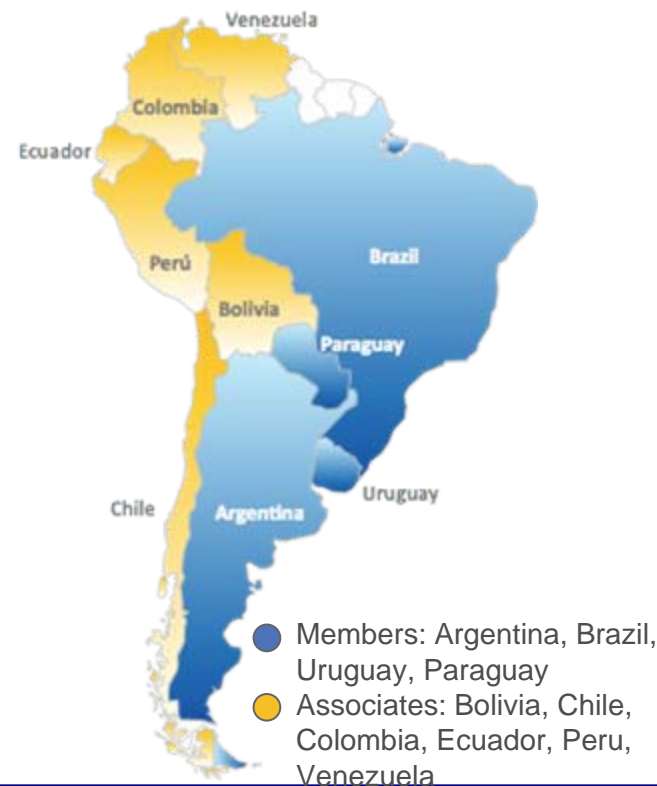 Venezuela
Colombia
Ecuador
Brazil
Perú
Bolivia
Paraguay
Uruguay
Chile
Argentina
Members: Argentina, Brazil,
Uruguay, Paraguay
Associates: Bolivia, Chile,
Colombia, Ecuador, Peru,
Venezuela